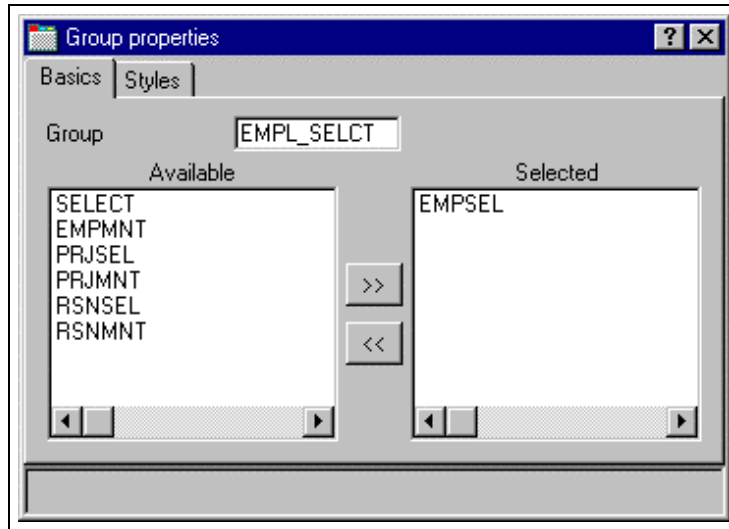 Group properties
Basics Styles
Group EMPL_SELCT
Available Selected
SELECT EMPSEL
EMPMNT
PRJSEL
PRJMNT
RSNSEL
RSNMNT
>>
<<